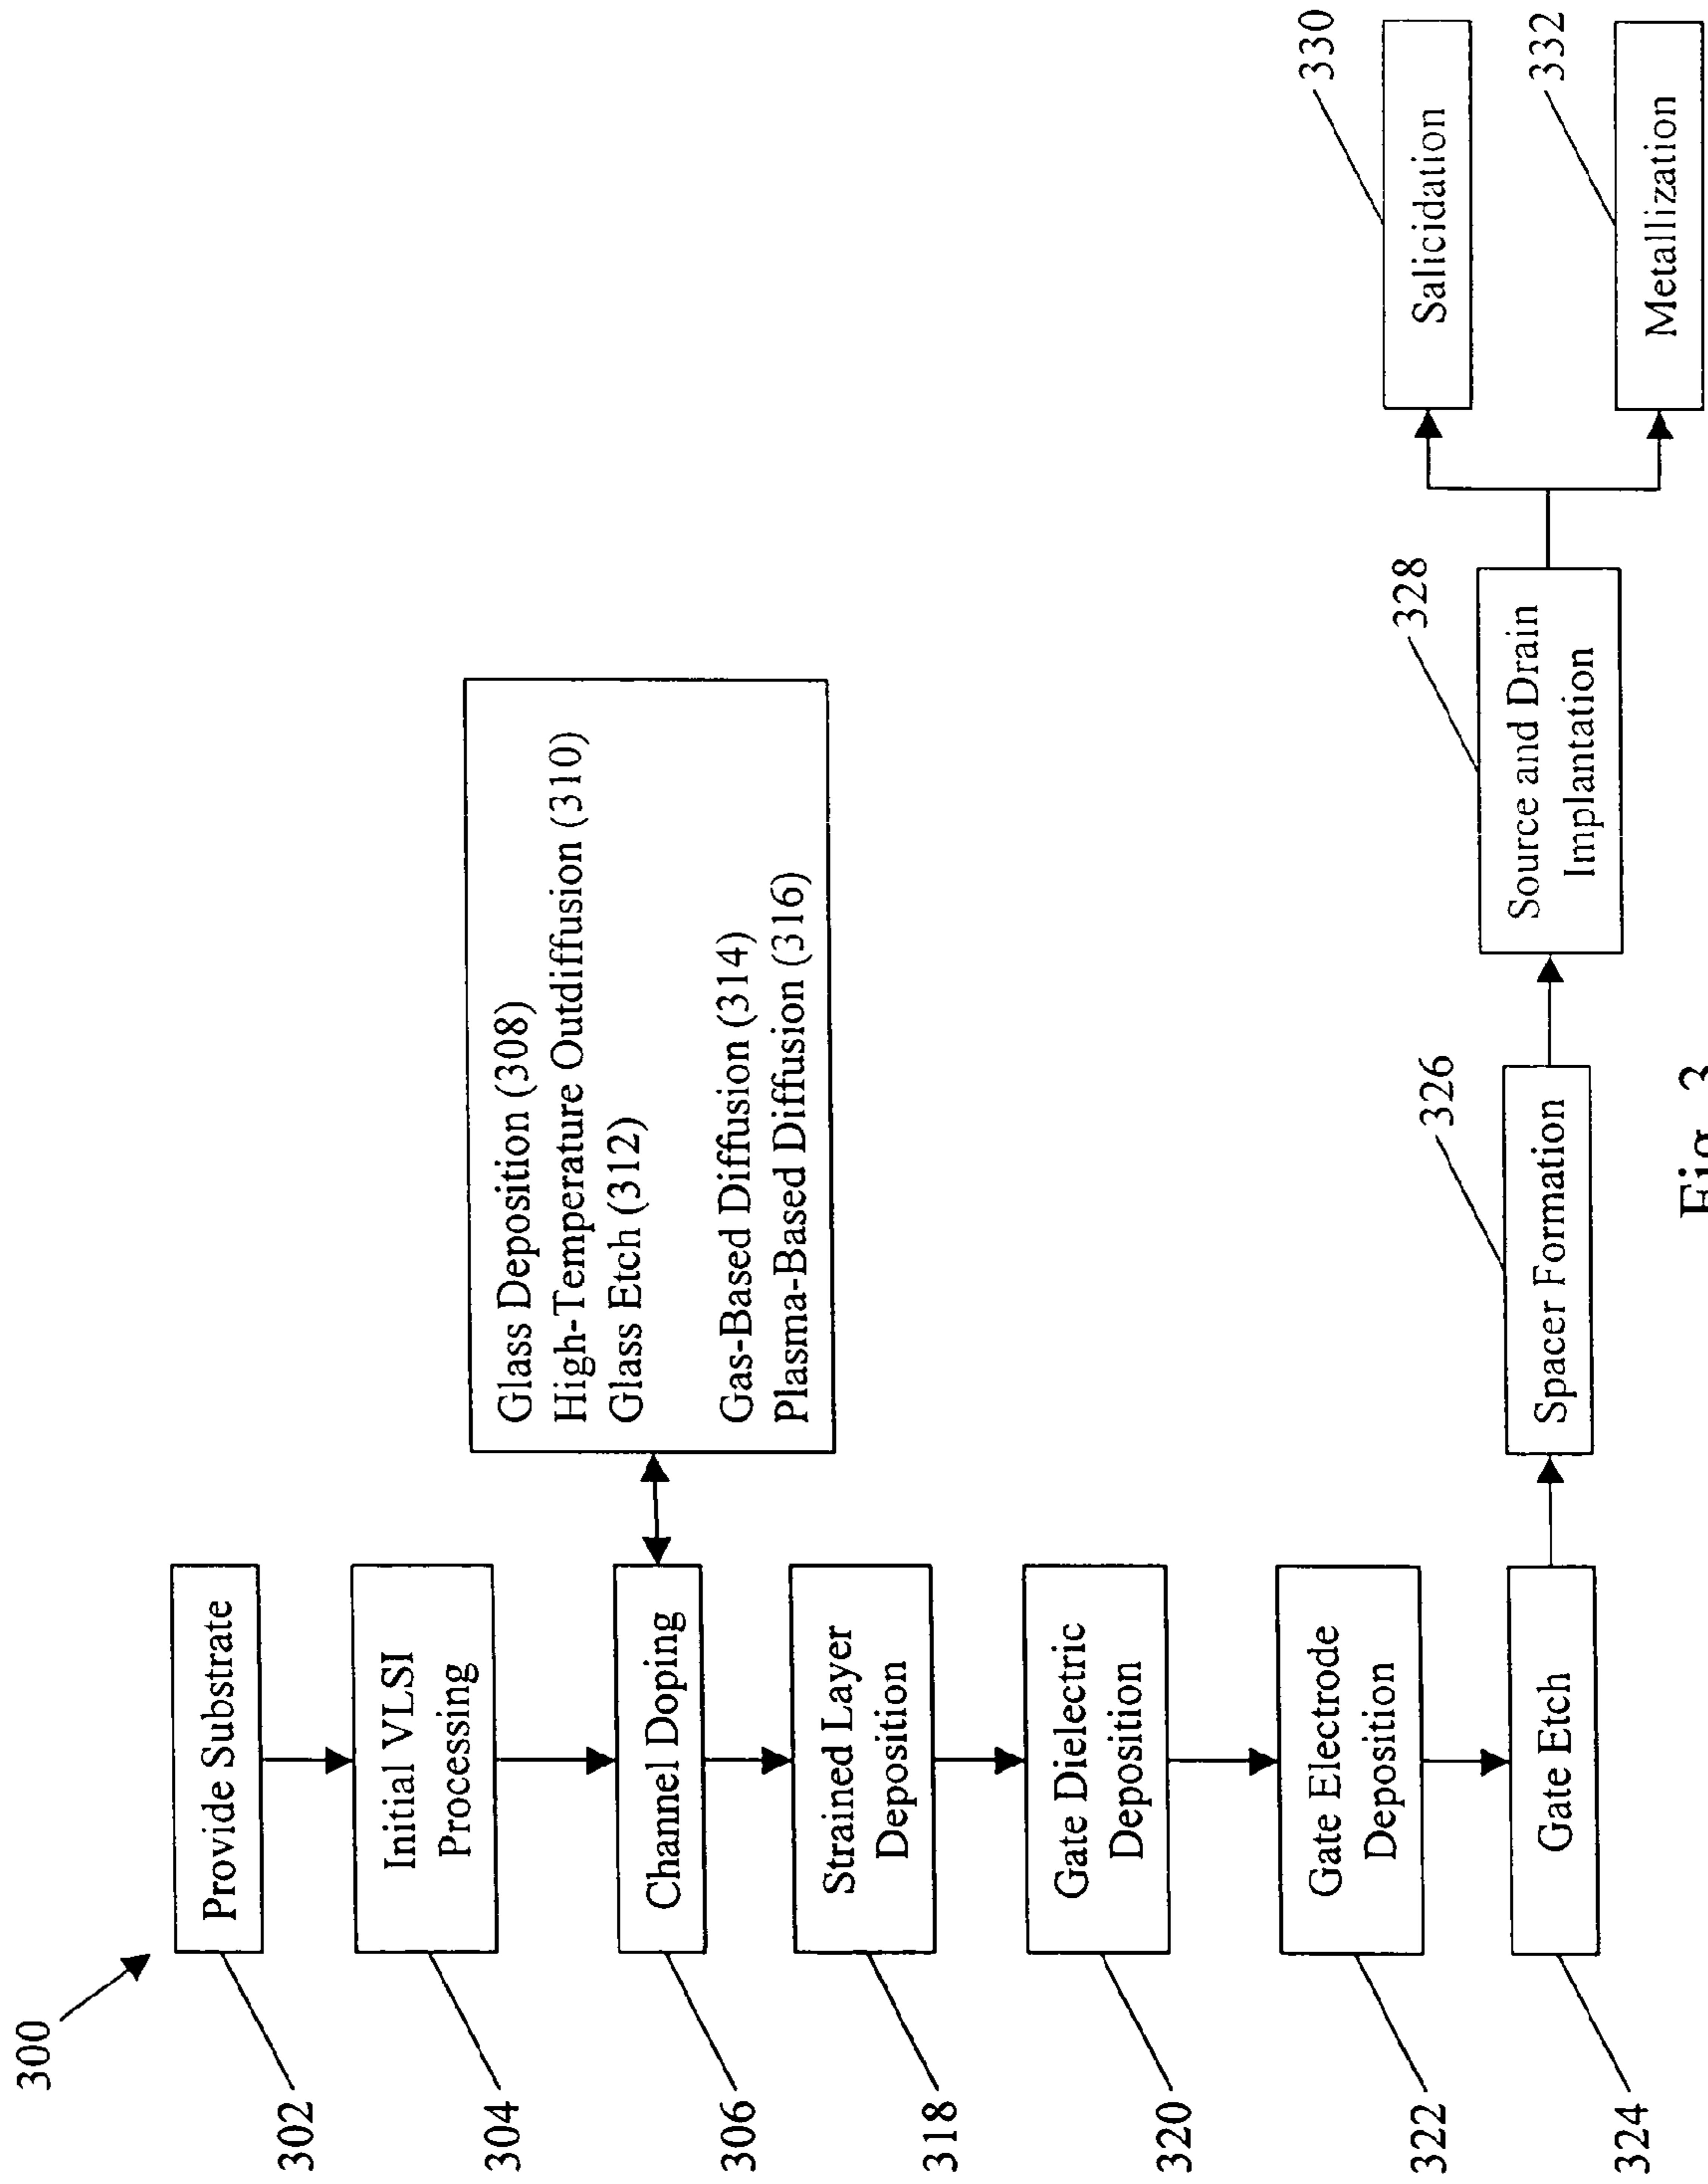 300
302
Provide Substrate
304
Initial VLSI
Processing
306
Channel Doping
Glass Deposition (308)
High-Temperature Outdiffusion (310)
Glass Etch (312)
Gas-Based Diffusion (314)
Plasma-Based Diffusion (316)
318
Strained Layer
Deposition
320
Gate Dielectric
Deposition
322
Gate Electrode
Deposition
324
Gate Etch
326
Spacer Formation
328
Source and Drain
Implantation
330
Salicidation
332
Metallization
Fig. 3